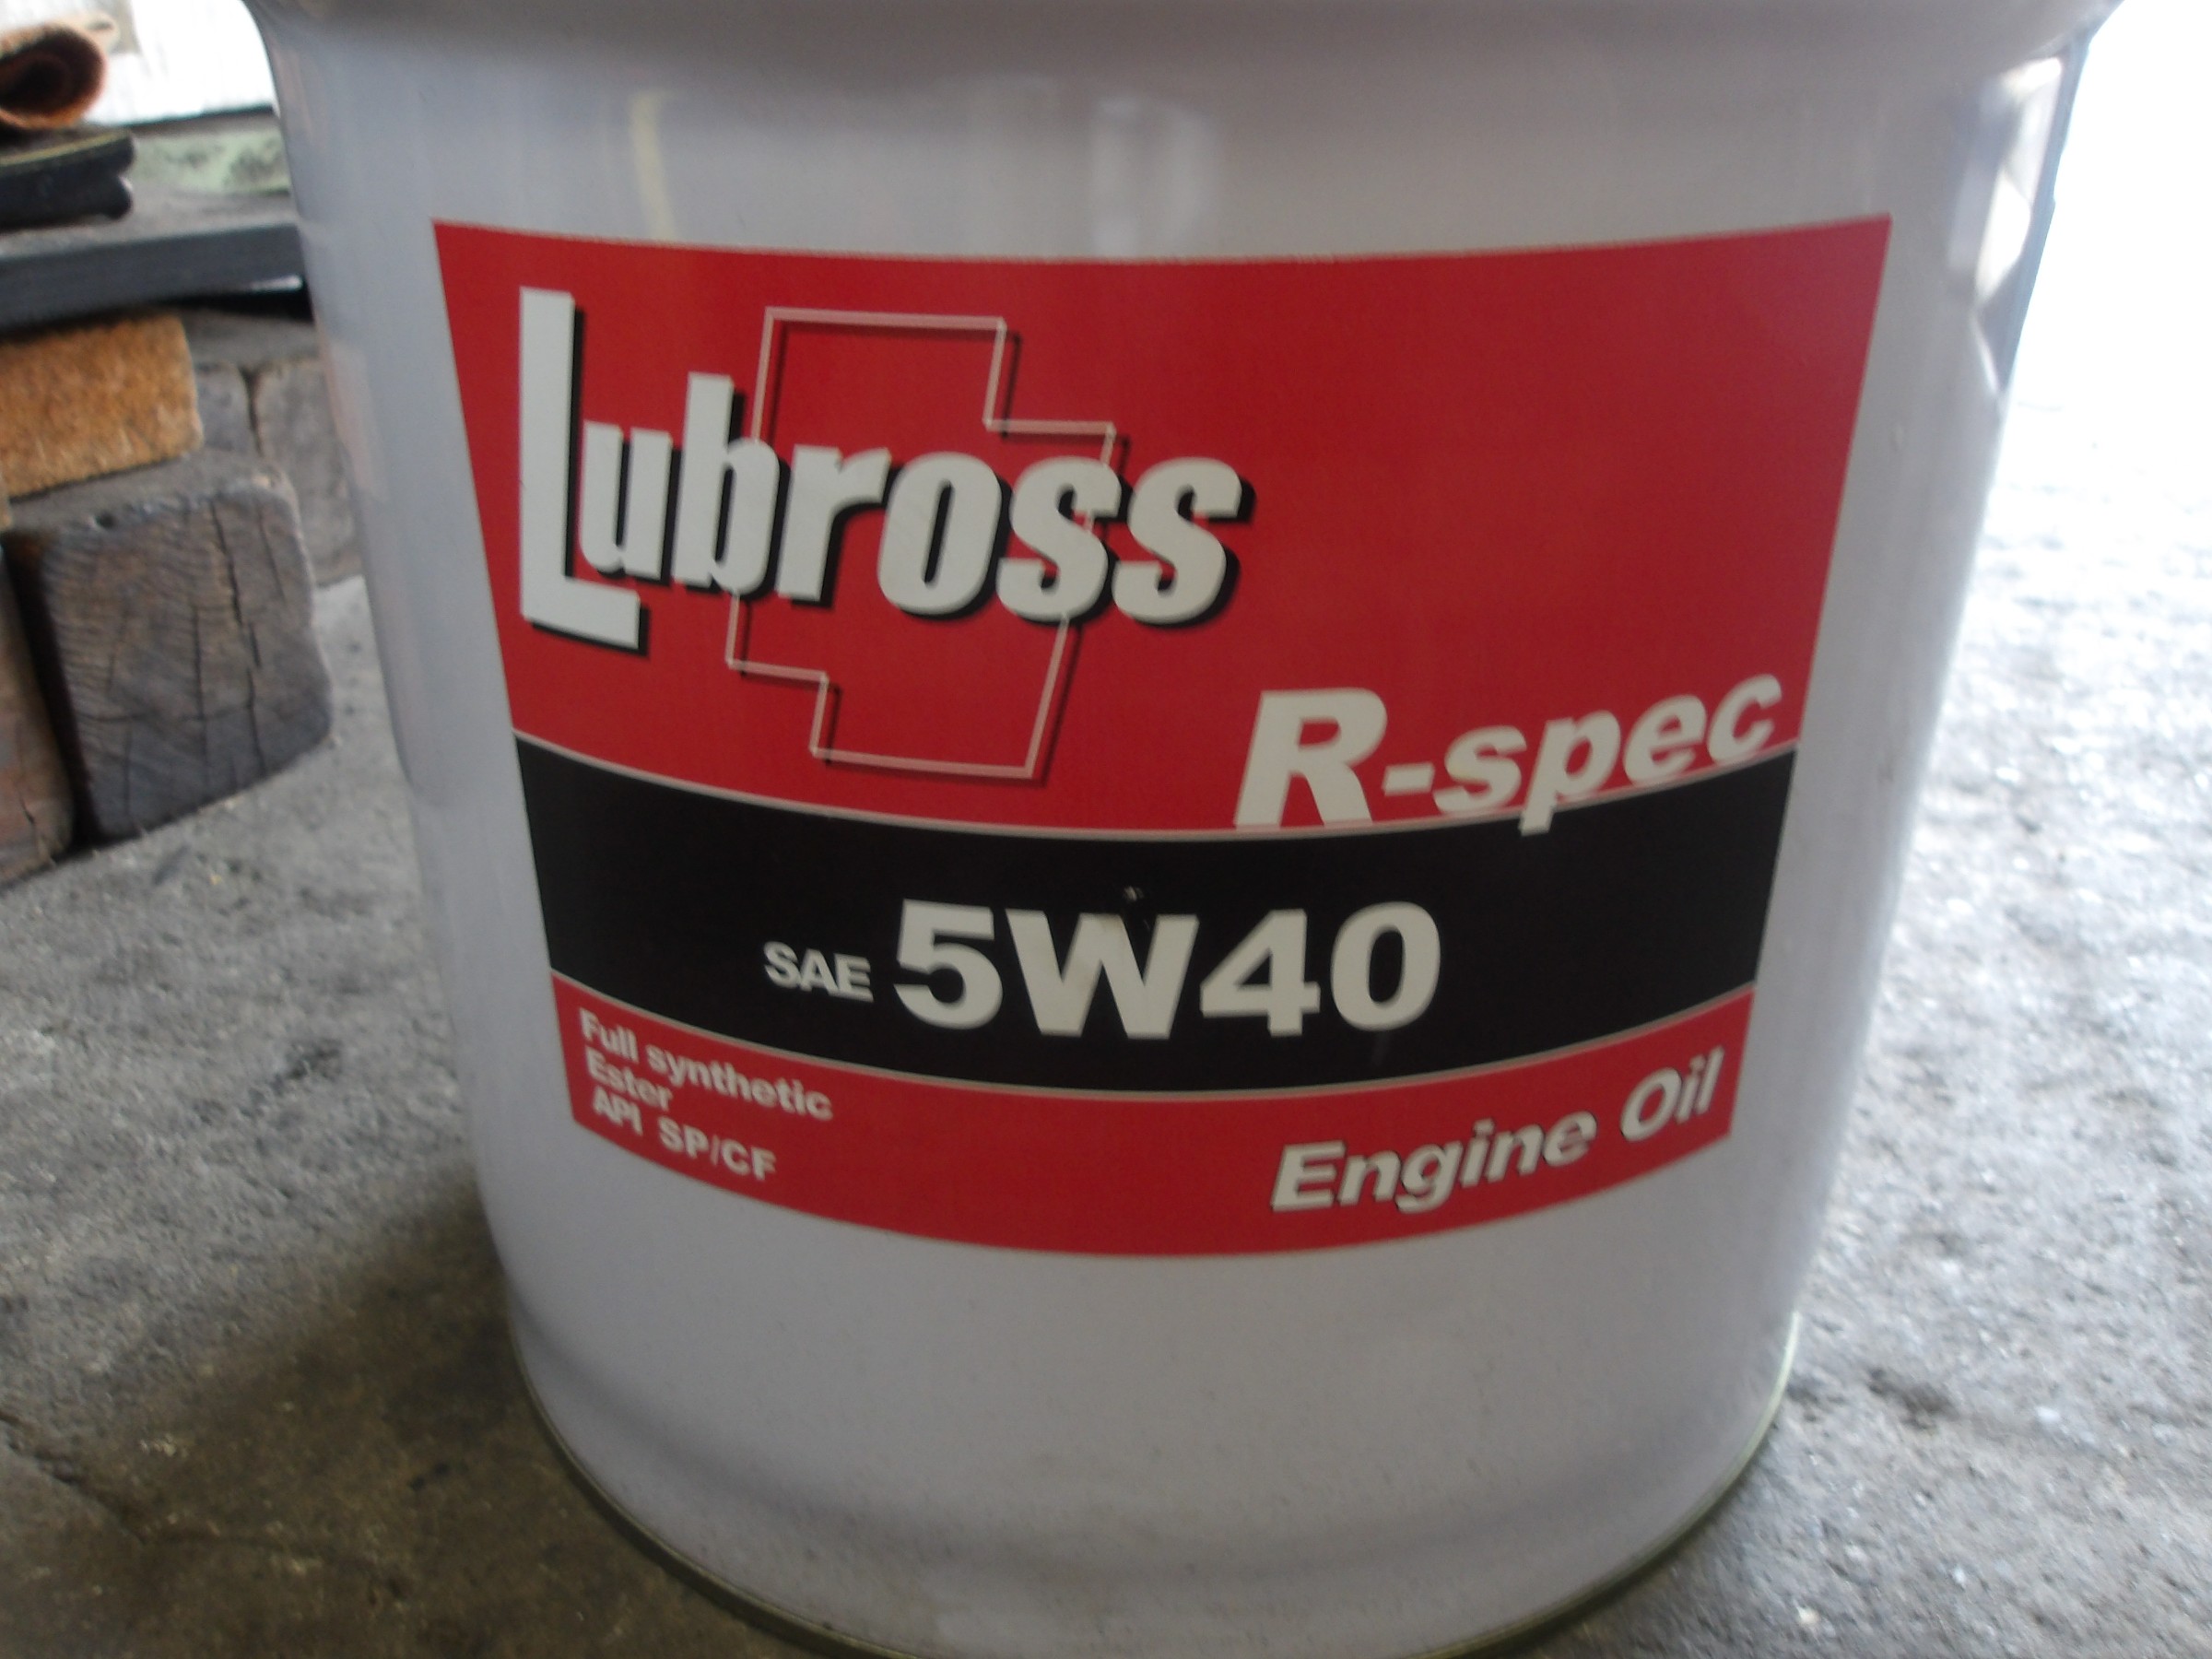 Lubross
R-spec
SAE 5W40
Full synthetic
Ester
API SP/CF
Engine Oil